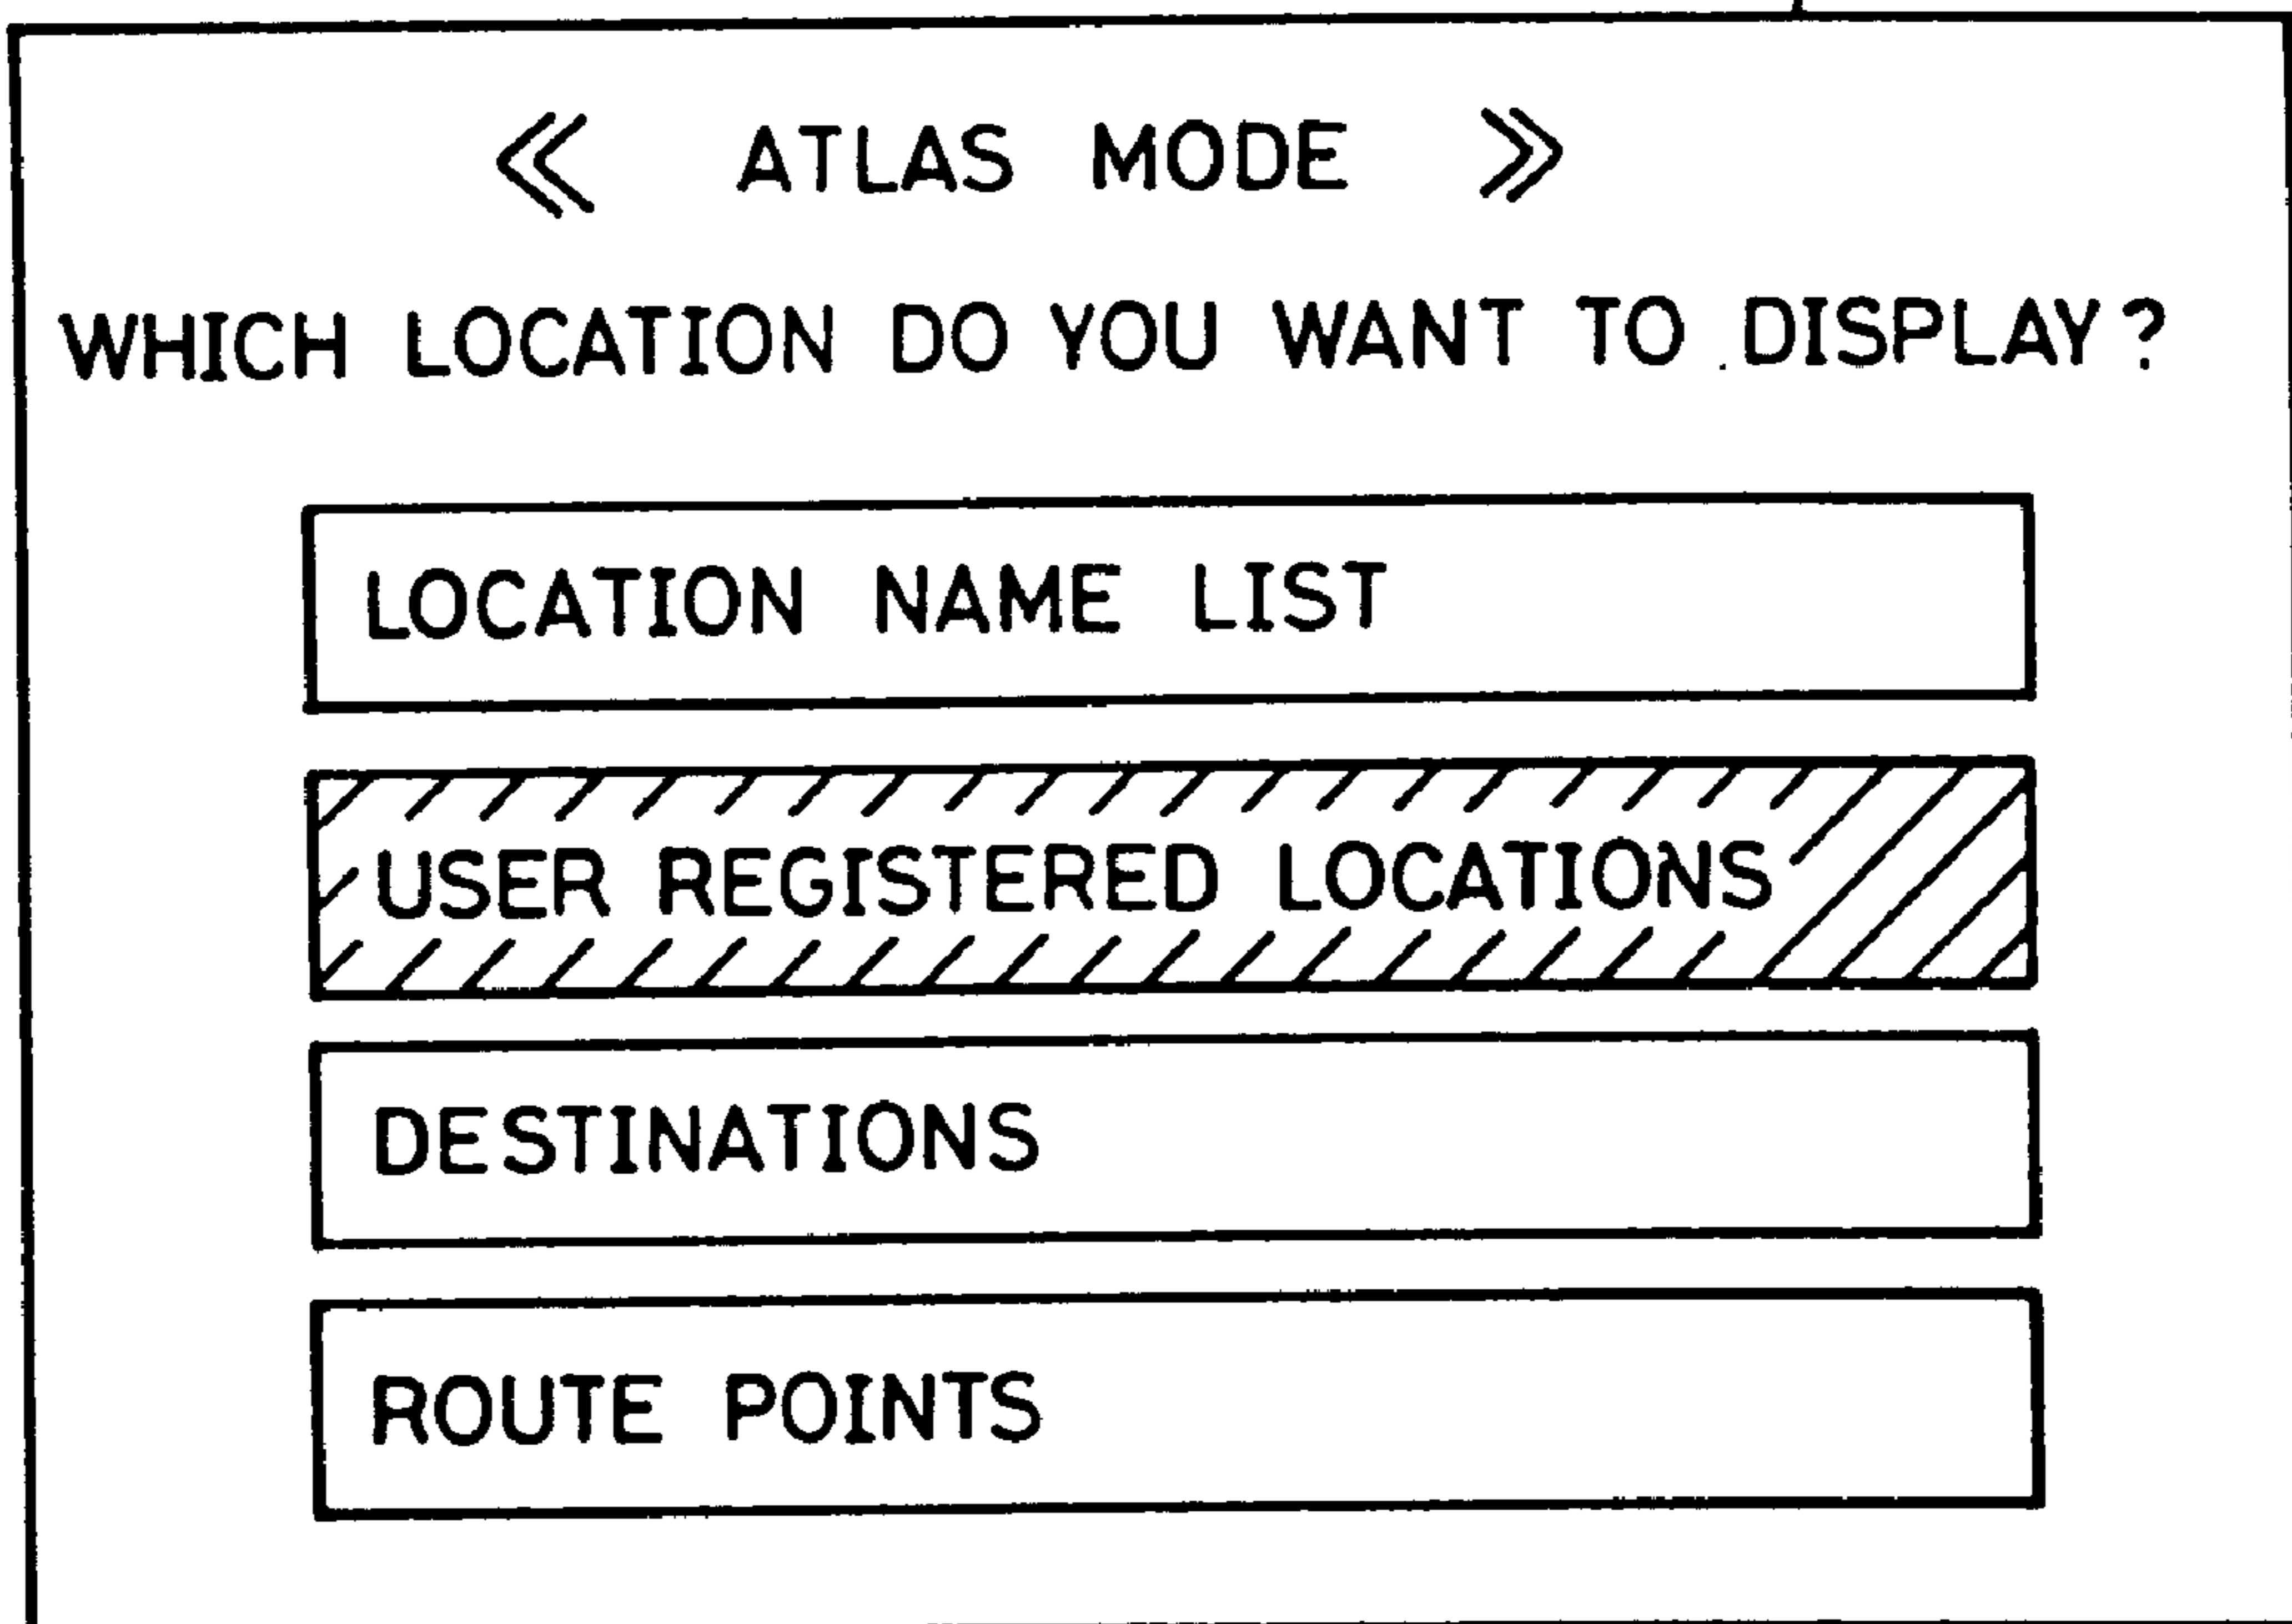 ≪ ATLAS MODE ≫
WHICH LOCATION DO YOU WANT TO DISPLAY?
LOCATION NAME LIST
USER REGISTERED LOCATIONS
DESTINATIONS
ROUTE POINTS